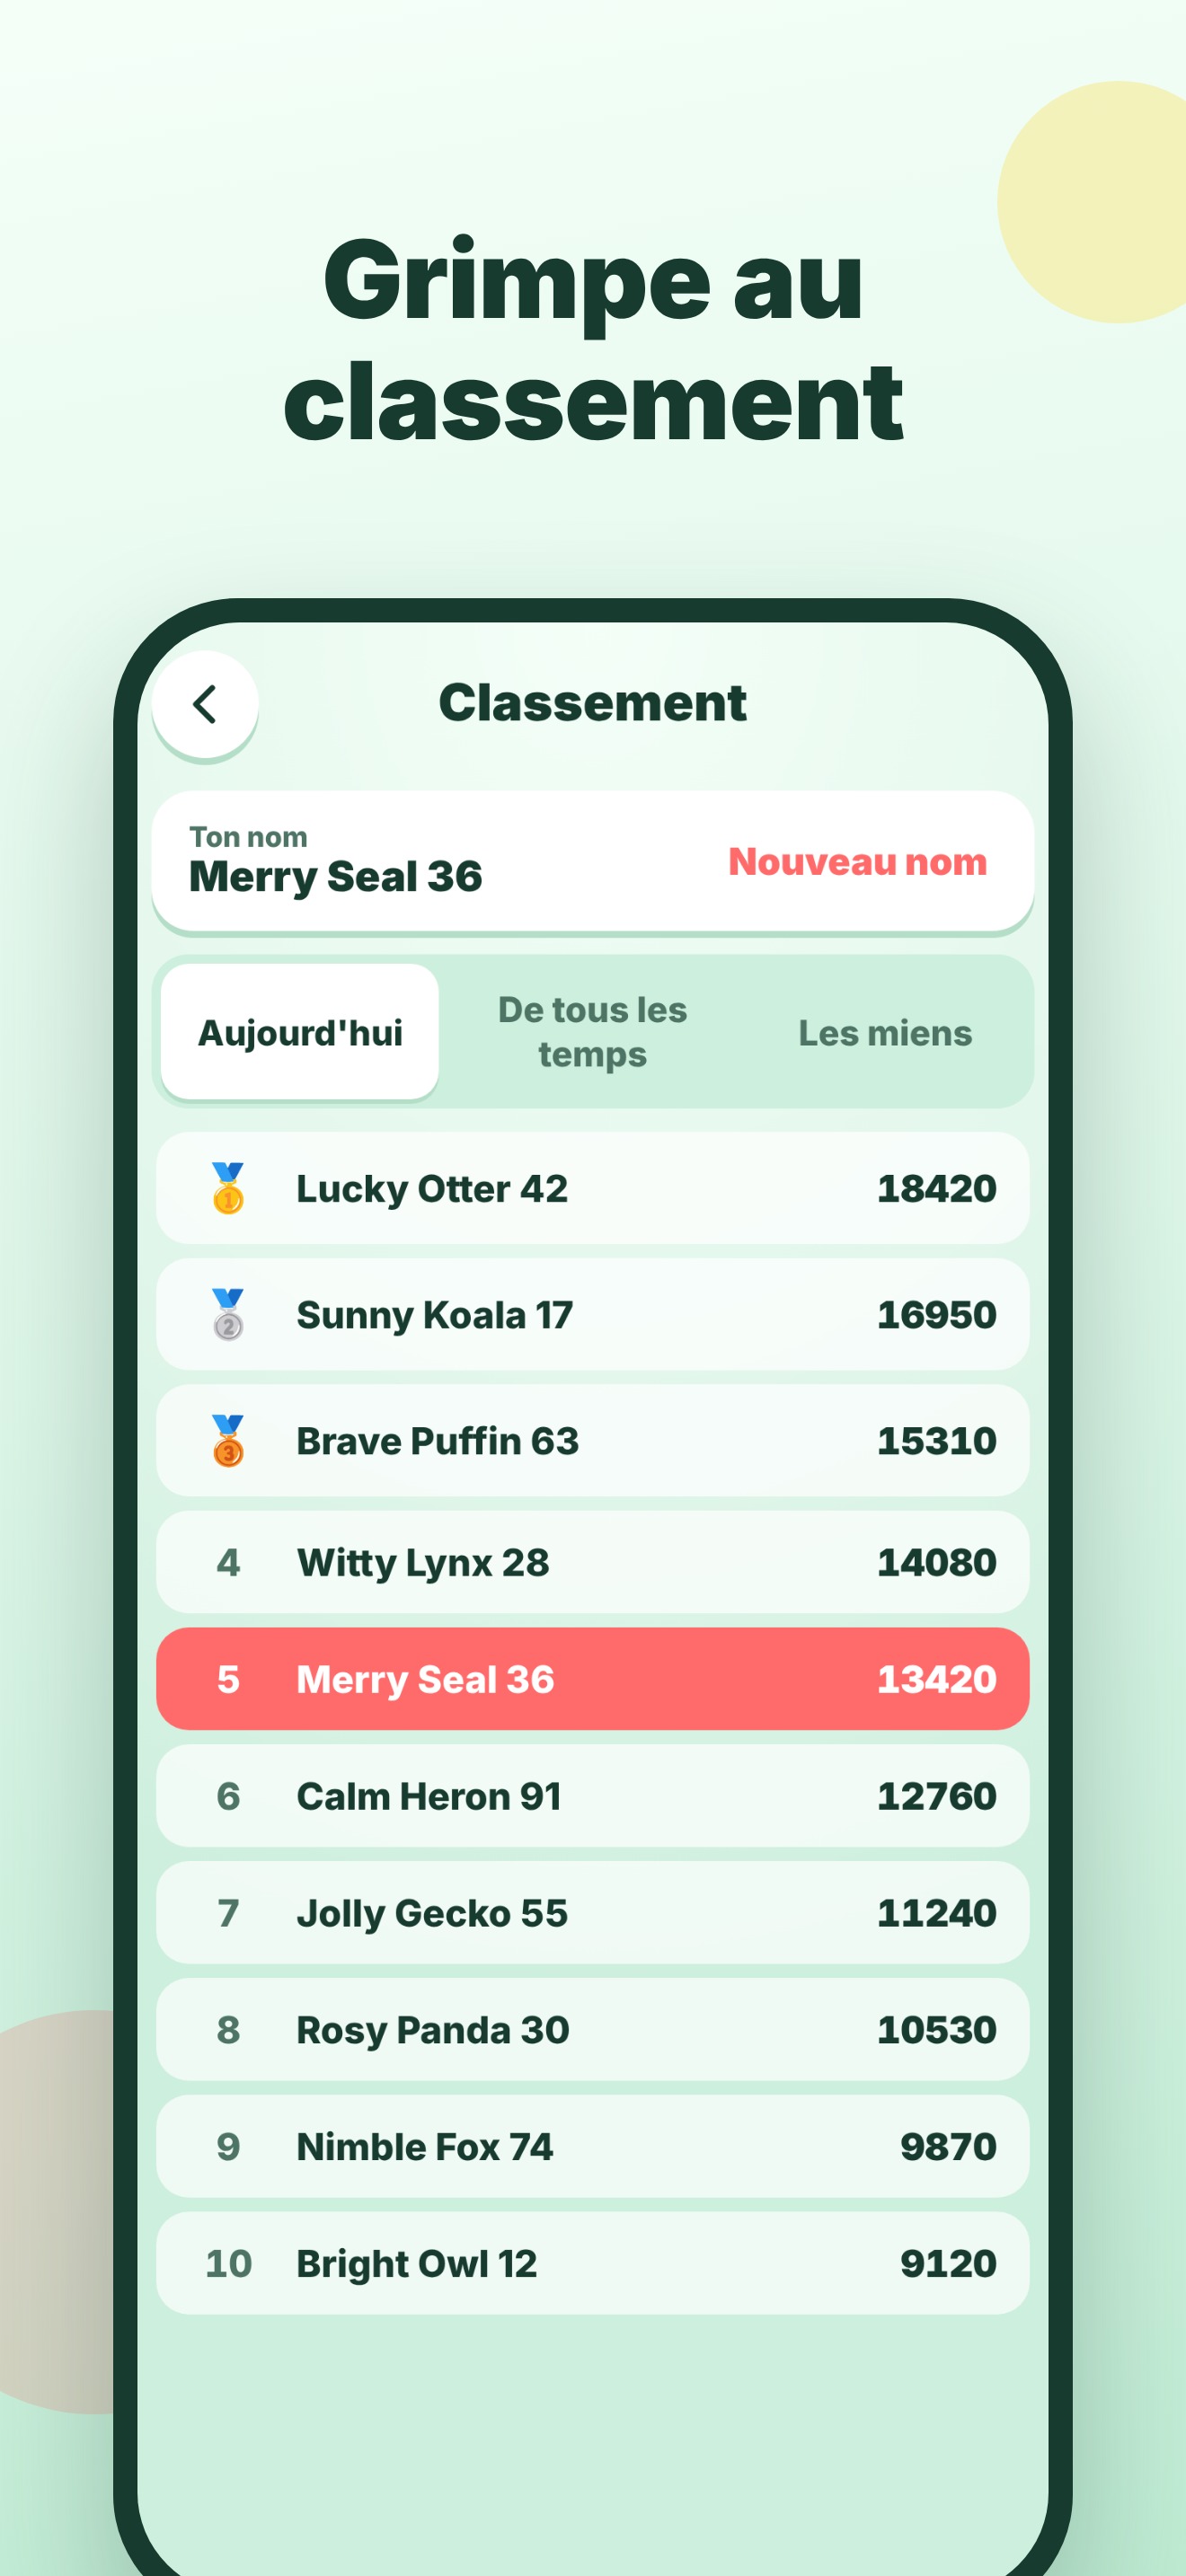 Grimpe au
classement
Classement
Ton nom
Merry Seal 36
Nouveau nom
Aujourd'hui
De tous les
temps
Les miens
1 Lucky Otter 42 18420
2 Sunny Koala 17 16950
3 Brave Puffin 63 15310
4 Witty Lynx 28 14080
5 Merry Seal 36 13420
6 Calm Heron 91 12760
7 Jolly Gecko 55 11240
8 Rosy Panda 30 10530
9 Nimble Fox 74 9870
10 Bright Owl 12 9120